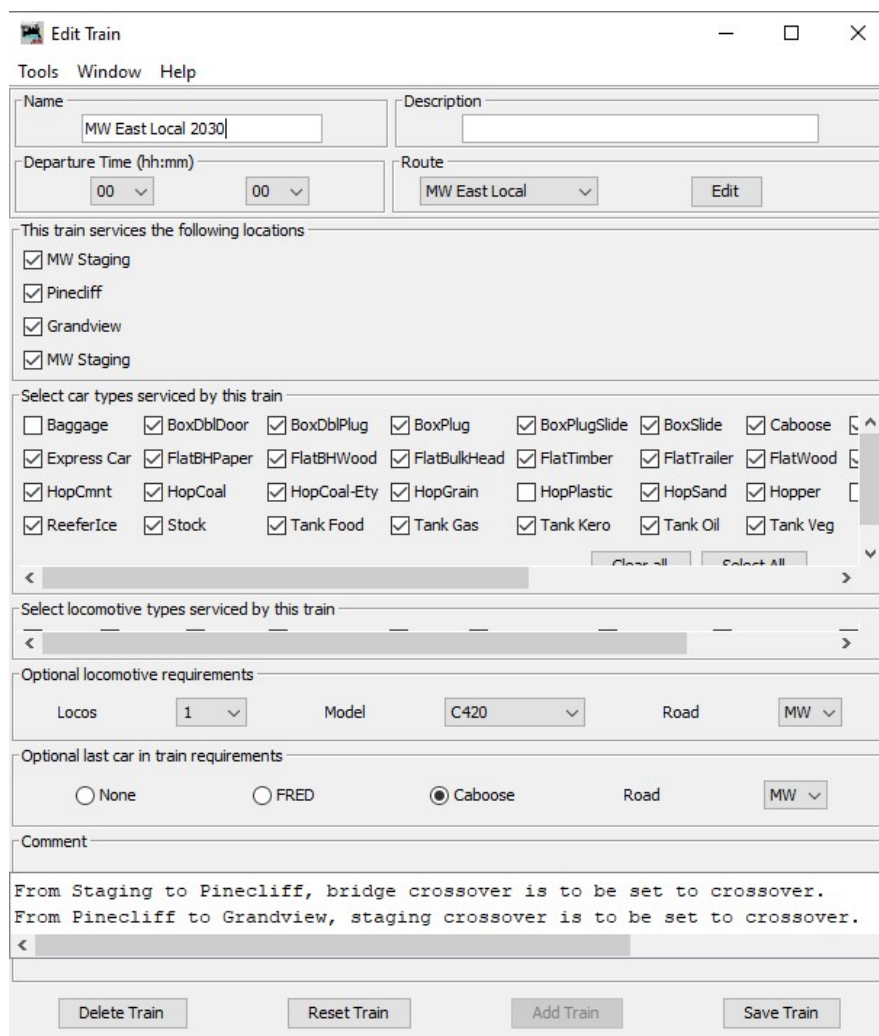 Edit Train
Tools Window Help
Name
Description
MW East Local 2030
Departure Time (hh:mm)
Route
00 00 MW East Local Edit
This train services the following locations
MW Staging
Pinecliff
Grandview
MW Staging
Select car types serviced by this train
Baggage BoxDblDoor BoxDblPlug BoxPlug BoxPlugSlide BoxSlide Caboose
Express Car FlatBHPaper FlatBHWood FlatBulkHead FlatTimber FlatTrailer FlatWood
HopCmnt HopCoal HopCoal-Ety HopGrain HopPlastic HopSand Hopper
ReeferIce Stock Tank Food Tank Gas Tank Kero Tank Oil Tank Veg
Clear all Select All
Select locomotive types serviced by this train
Optional locomotive requirements
Locos 1 Model C420 Road MW
Optional last car in train requirements
None FRED Caboose Road MW
Comment
From Staging to Pinecliff, bridge crossover is to be set to crossover.
From Pinecliff to Grandview, staging crossover is to be set to crossover.
Delete Train Reset Train Add Train Save Train